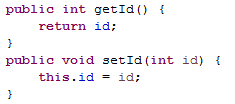 public int getId() {
    return id;
}
public void setId(int id) {
    this.id = id;
}